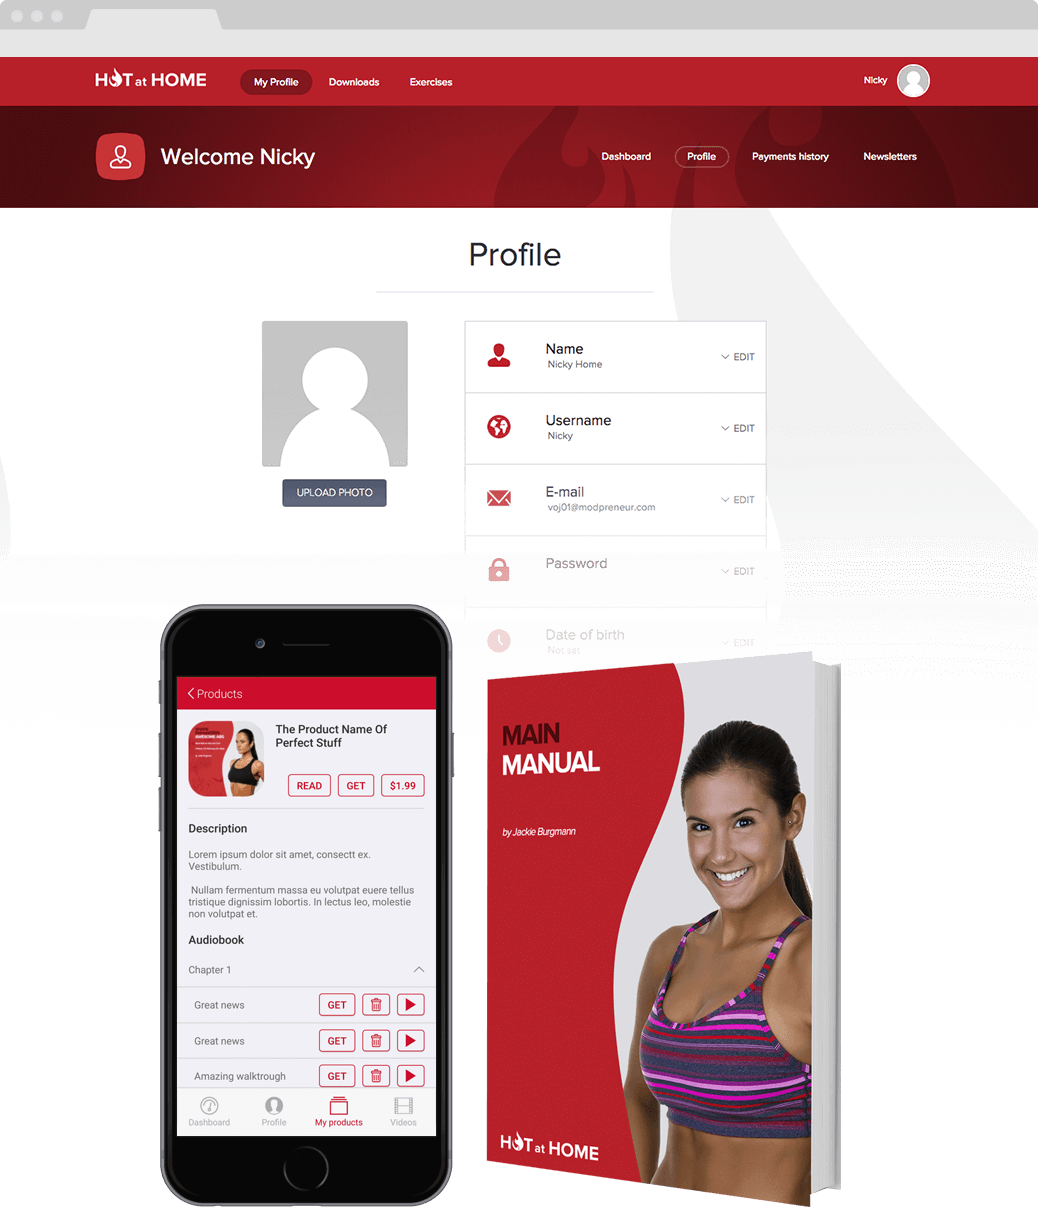 HOT at HOME
My Profile
Downloads
Exercises
Nicky
Welcome Nicky
Dashboard
Profile
Payments history
Newsletters
Profile
UPLOAD PHOTO
Name
Nicky Home
EDIT
Username
Nicky
EDIT
E-mail
voj01@modpreneur.com
EDIT
Password
EDIT
Date of birth
Not set
EDIT
Products
The Product Name Of
Perfect Stuff
READ
GET
$1.99
Description
Lorem ipsum dolor sit amet, consectt ex.
Vestibulum.
Nullam fermentum massa eu volutpat euere tellus
tristique dignissim lobortis. In lectus leo, molestie
non volutpat et.
Audiobook
Chapter 1
Great news
GET
Great news
GET
Amazing walktrough
GET
Dashboard
Profile
My products
Videos
MAIN
MANUAL
by Jackie Burgmann
HOT at HOME